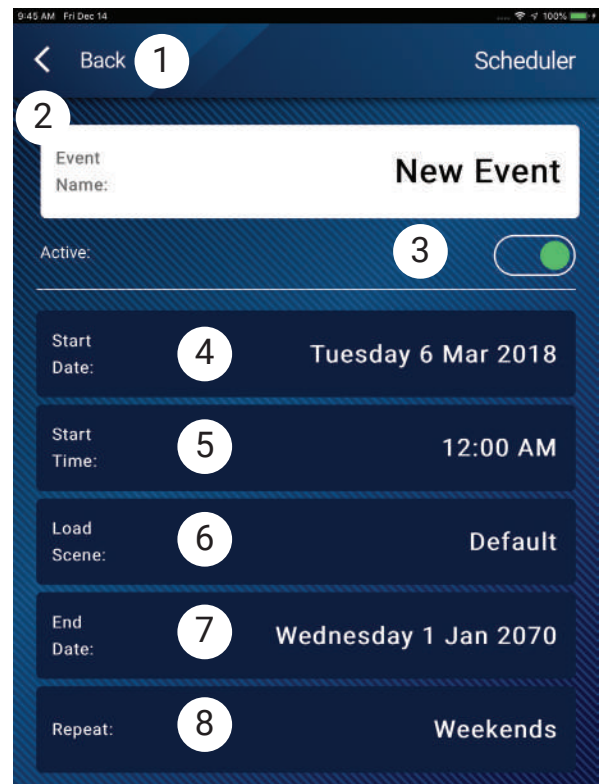 9:45 AM Fri Dec 14 100%
Back 1 Scheduler
2
Event
Name:
New Event
Active: 3
Start
Date:
4 Tuesday 6 Mar 2018
Start
Time:
5 12:00 AM
Load
Scene:
6 Default
End
Date:
7 Wednesday 1 Jan 2070
Repeat: 8 Weekends